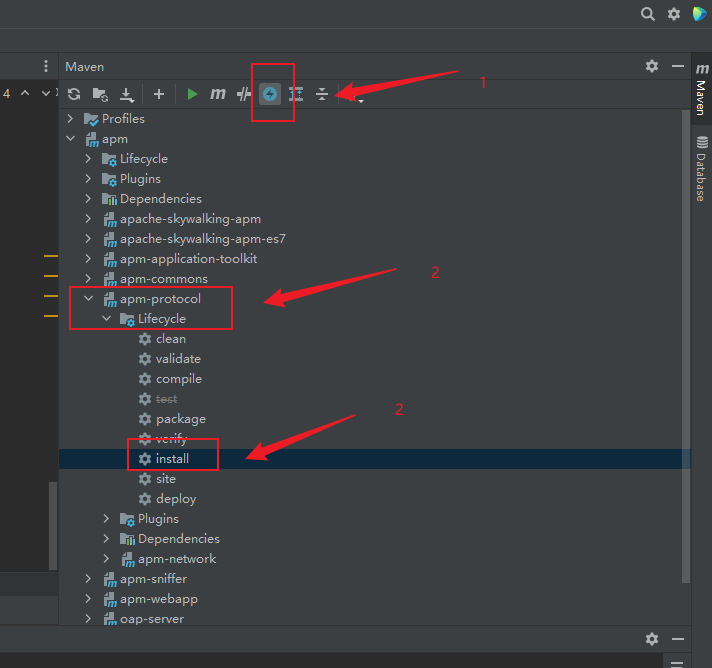 Maven
1
4
Profiles
apm
Lifecycle
Plugins
Dependencies
apache-skywalking-apm
apache-skywalking-apm-es7
apm-application-toolkit
apm-commons
2
apm-protocol
Lifecycle
clean
validate
compile
test
package
2
verify
install
site
deploy
Plugins
Dependencies
apm-network
apm-sniffer
apm-webapp
oap-server
m
Maven
Database